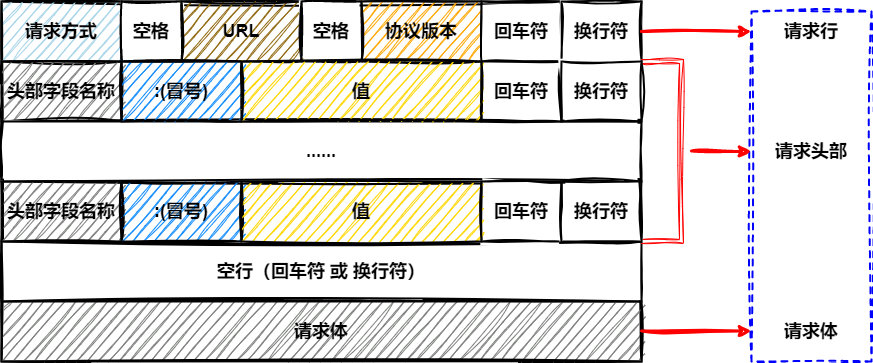 请求方式 空格 URL 空格 协议版本 回车符 换行符 请求行
头部字段名称 :(冒号) 值 回车符 换行符
...... 请求头部
头部字段名称 :(冒号) 值 回车符 换行符
空行（回车符 或 换行符）
请求体 请求体